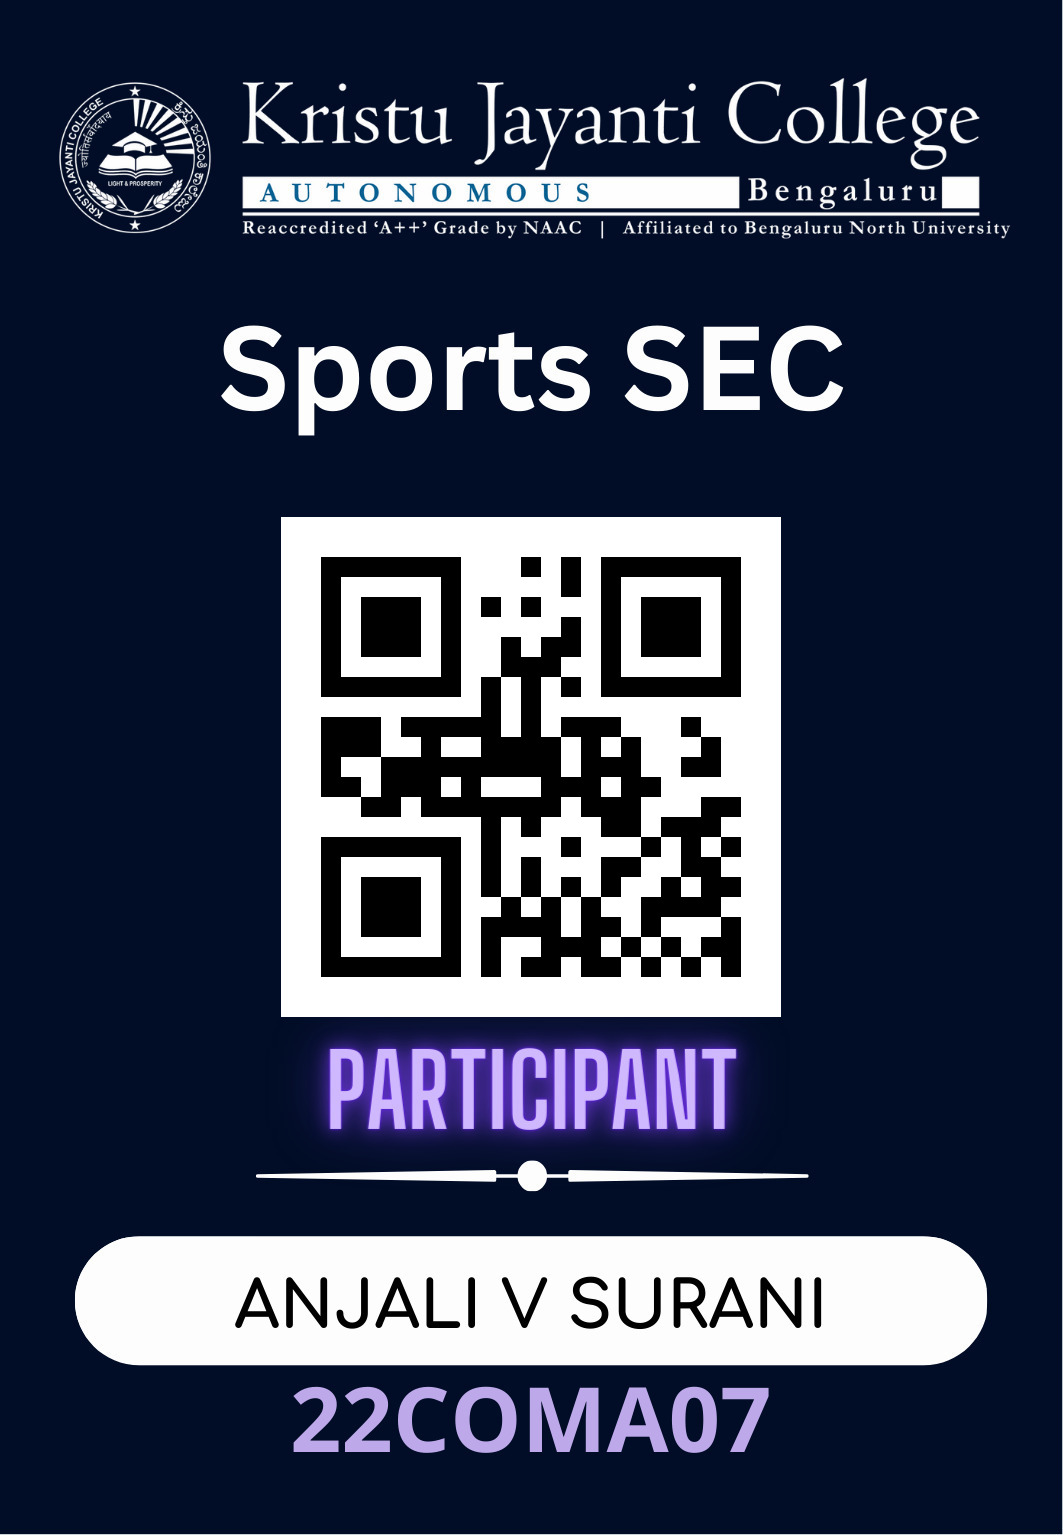 KRISTU JAYANTI COLLEGE
ಕ್ರಿಸ್ತು ಜಯಂತಿ ಕಾಲೇಜು
LIGHT & PROSPERITY
Kristu Jayanti College
AUTONOMOUS Bengaluru
Reaccredited ‘A++’ Grade by NAAC | Affiliated to Bengaluru North University
Sports SEC
PARTICIPANT
ANJALI V SURANI
22COMA07